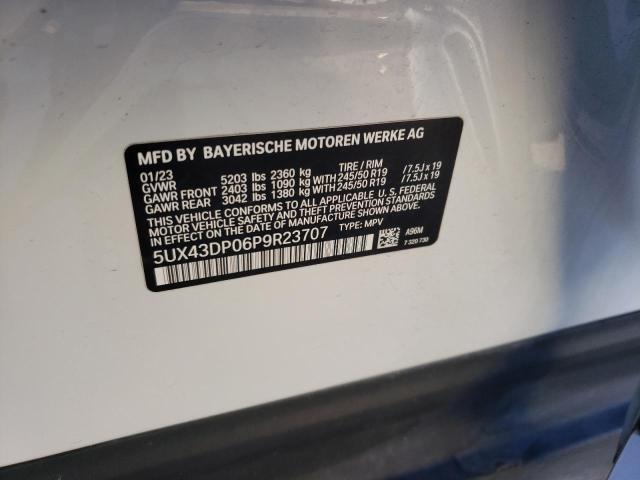 MFD BY BAYERISCHE MOTOREN WERKE AG
01/23 TIRE / RIM
GVWR 5203 lbs 2360 kg
GAWR FRONT 2403 lbs 1090 kg WITH 245/50 R19 / 7.5J x 19
GAWR REAR 3042 lbs 1380 kg WITH 245/50 R19 / 7.5J x 19
THIS VEHICLE CONFORMS TO ALL APPLICABLE U.S. FEDERAL
MOTOR VEHICLE SAFETY AND THEFT PREVENTION STANDARDS
IN EFFECT ON THE DATE OF MANUFACTURE SHOWN ABOVE.
5UX43DP06P9R23707 TYPE: MPV A96M
7 320 730